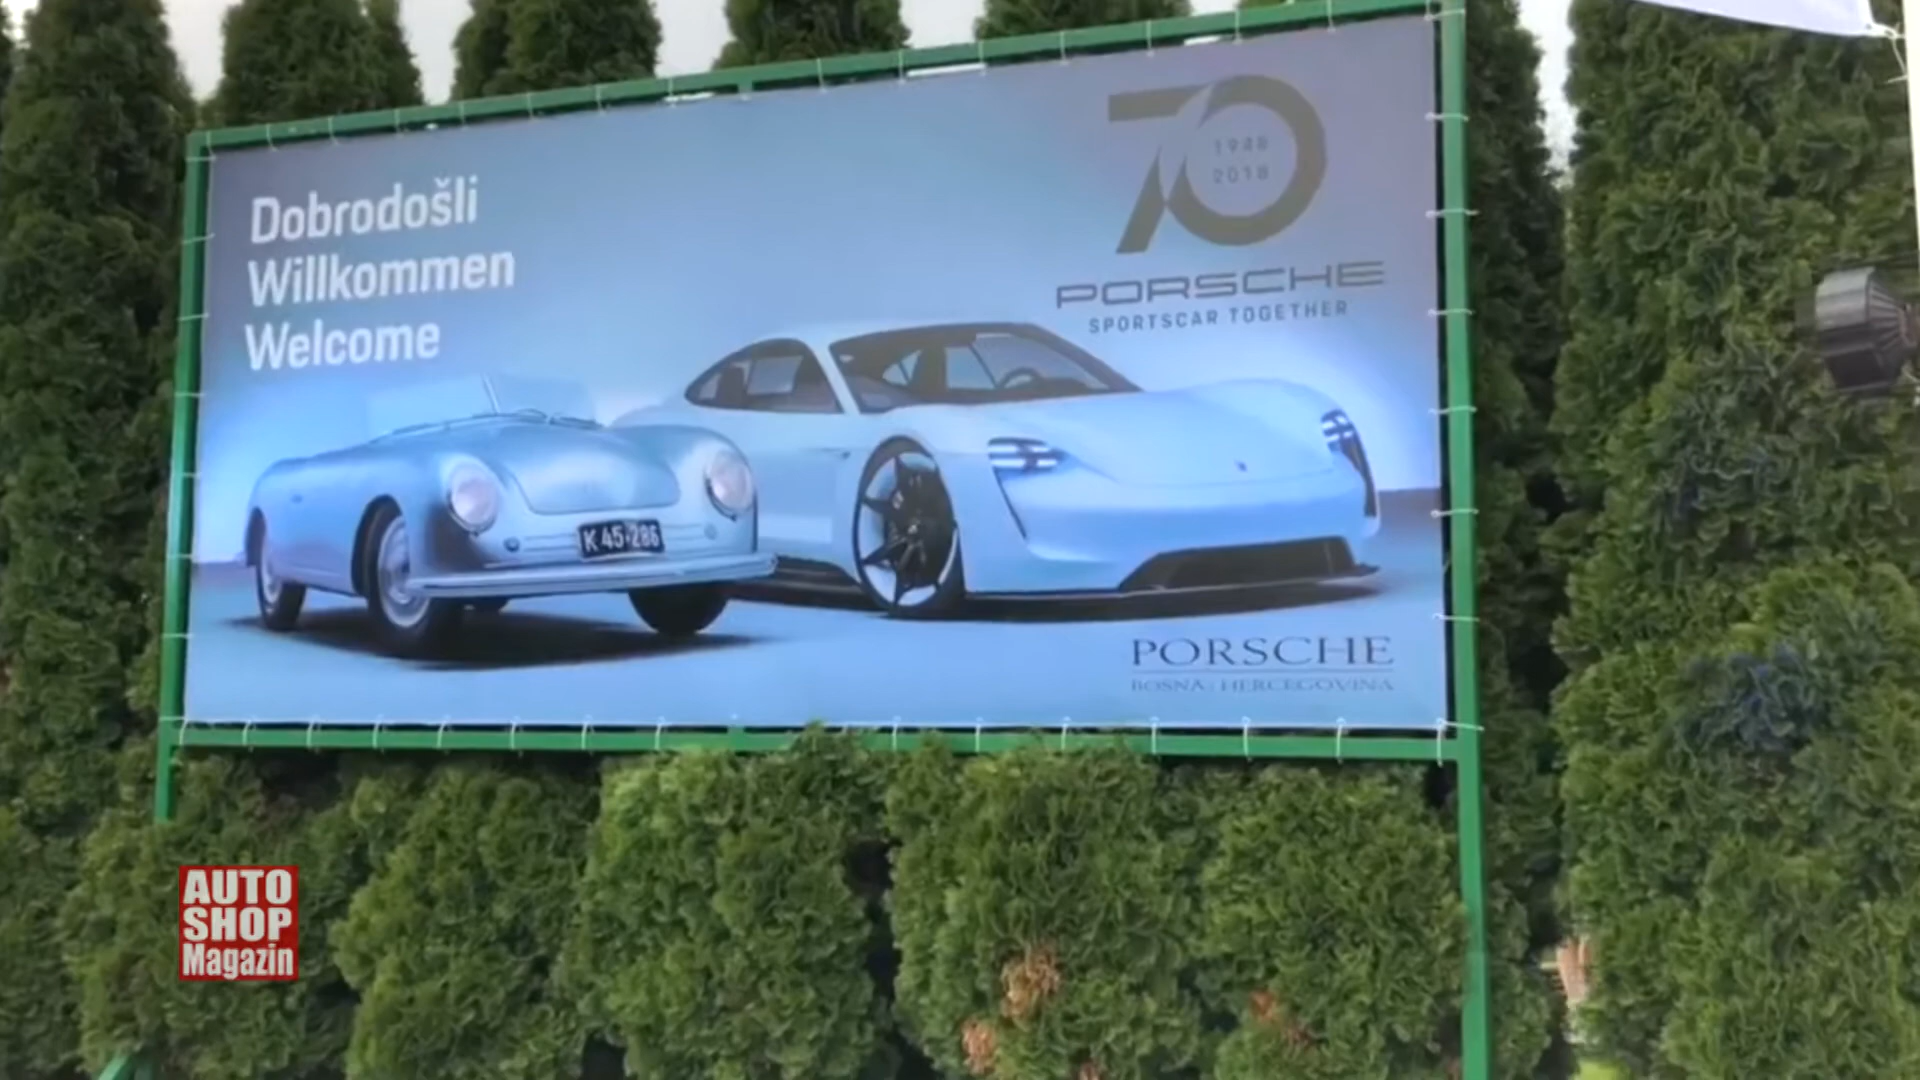 Dobrodošli
Willkommen
Welcome
70
1948
2018
PORSCHE
SPORTSCAR TOGETHER
K 45-286
PORSCHE
BOSNA I HERCEGOVINA
AUTO
SHOP
Magazin